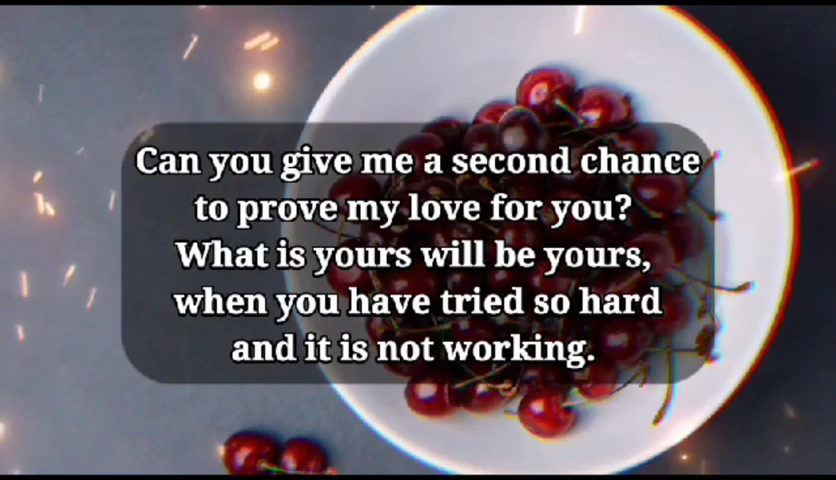 Can you give me a second chance
to prove my love for you?
What is yours will be yours,
when you have tried so hard
and it is not working.